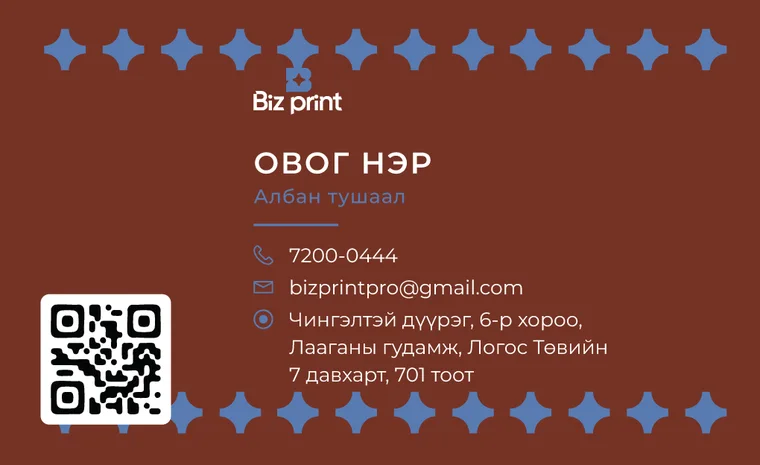 Biz print
ОВОГ НЭР
Албан тушаал
7200-0444
bizprintpro@gmail.com
Чингэлтэй дүүрэг, 6-р хороо,
Лааганы гудамж, Логос Төвийн
7 давхарт, 701 тоот